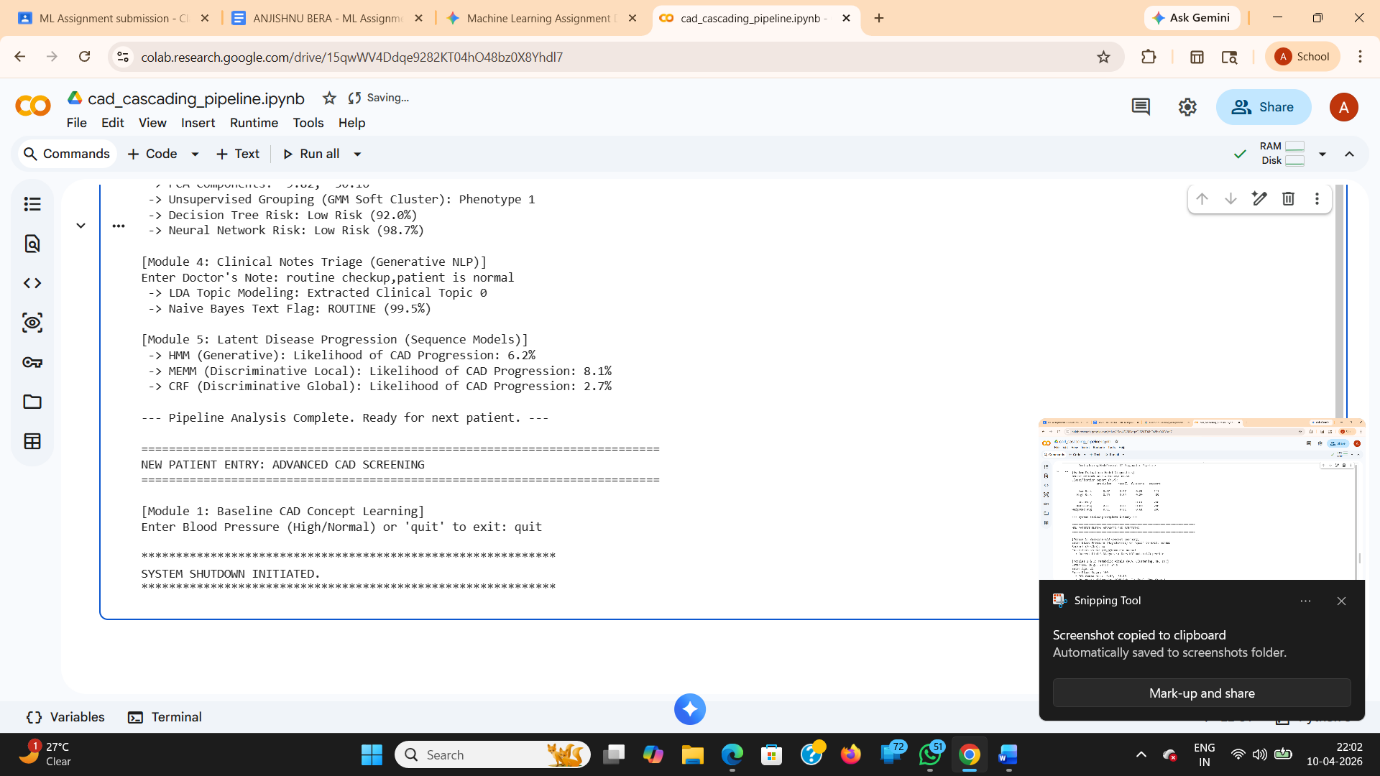 ML Assignment submission - Cl
ANJISHNU BERA - ML Assignm
Machine Learning Assignment
cad_cascading_pipeline.ipynb -
Ask Gemini
colab.research.google.com/drive/15qwWV4Ddqe9282KT04hO48bz0X8Yhdl7
A School
cad_cascading_pipeline.ipynb
Saving...
File Edit View Insert Runtime Tools Help
Share
A
Commands + Code + Text Run all
RAM
Disk
-> Unsupervised Grouping (GMM Soft Cluster): Phenotype 1
-> Decision Tree Risk: Low Risk (92.0%)
-> Neural Network Risk: Low Risk (98.7%)
[Module 4: Clinical Notes Triage (Generative NLP)]
Enter Doctor's Note: routine checkup,patient is normal
-> LDA Topic Modeling: Extracted Clinical Topic 0
-> Naive Bayes Text Flag: ROUTINE (99.5%)
[Module 5: Latent Disease Progression (Sequence Models)]
-> HMM (Generative): Likelihood of CAD Progression: 6.2%
-> MEMM (Discriminative Local): Likelihood of CAD Progression: 8.1%
-> CRF (Discriminative Global): Likelihood of CAD Progression: 2.7%
--- Pipeline Analysis Complete. Ready for next patient. ---
===========================================================================
NEW PATIENT ENTRY: ADVANCED CAD SCREENING
===========================================================================
[Module 1: Baseline CAD Concept Learning]
Enter Blood Pressure (High/Normal) or 'quit' to exit: quit
************************************************************
SYSTEM SHUTDOWN INITIATED.
************************************************************
Snipping Tool
Screenshot copied to clipboard
Automatically saved to screenshots folder.
Mark-up and share
Variables Terminal
1
27°C
Clear
Search
72
51
ENG
IN
22:02
10-04-2026